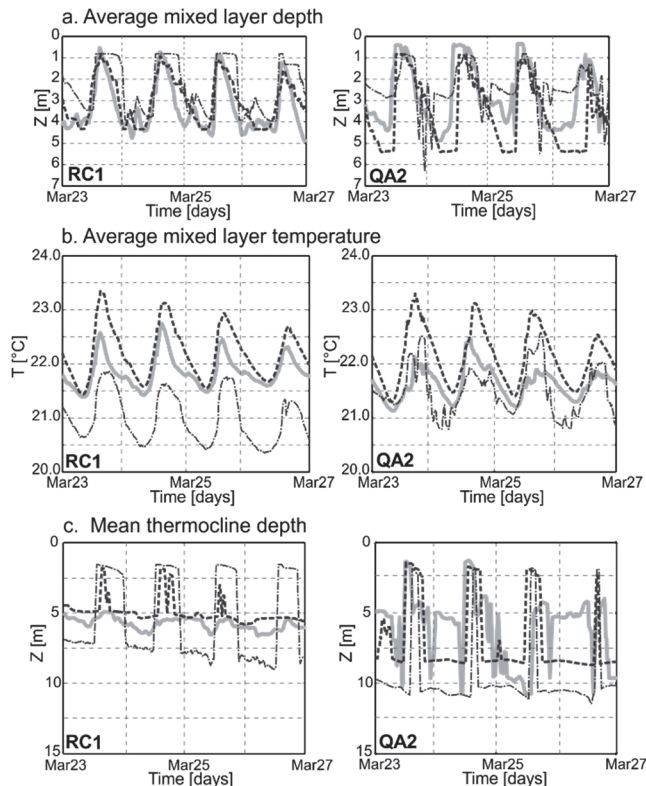 a. Average mixed layer depth
0
1
2
3
4
5
6
7
Z [m]
RC1
Mar23 Mar25 Mar27
Time [days]
0
1
2
3
4
5
6
7
Z [m]
QA2
Mar23 Mar25 Mar27
Time [days]
b. Average mixed layer temperature
24.0
23.0
22.0
21.0
20.0
T [°C]
RC1
Mar23 Mar25 Mar27
Time [days]
24.0
23.0
22.0
21.0
20.0
T [°C]
QA2
Mar23 Mar25 Mar27
Time [days]
c. Mean thermocline depth
0
5
10
15
Z [m]
RC1
Mar23 Mar25 Mar27
Time [days]
0
5
10
15
Z [m]
QA2
Mar23 Mar25 Mar27
Time [days]